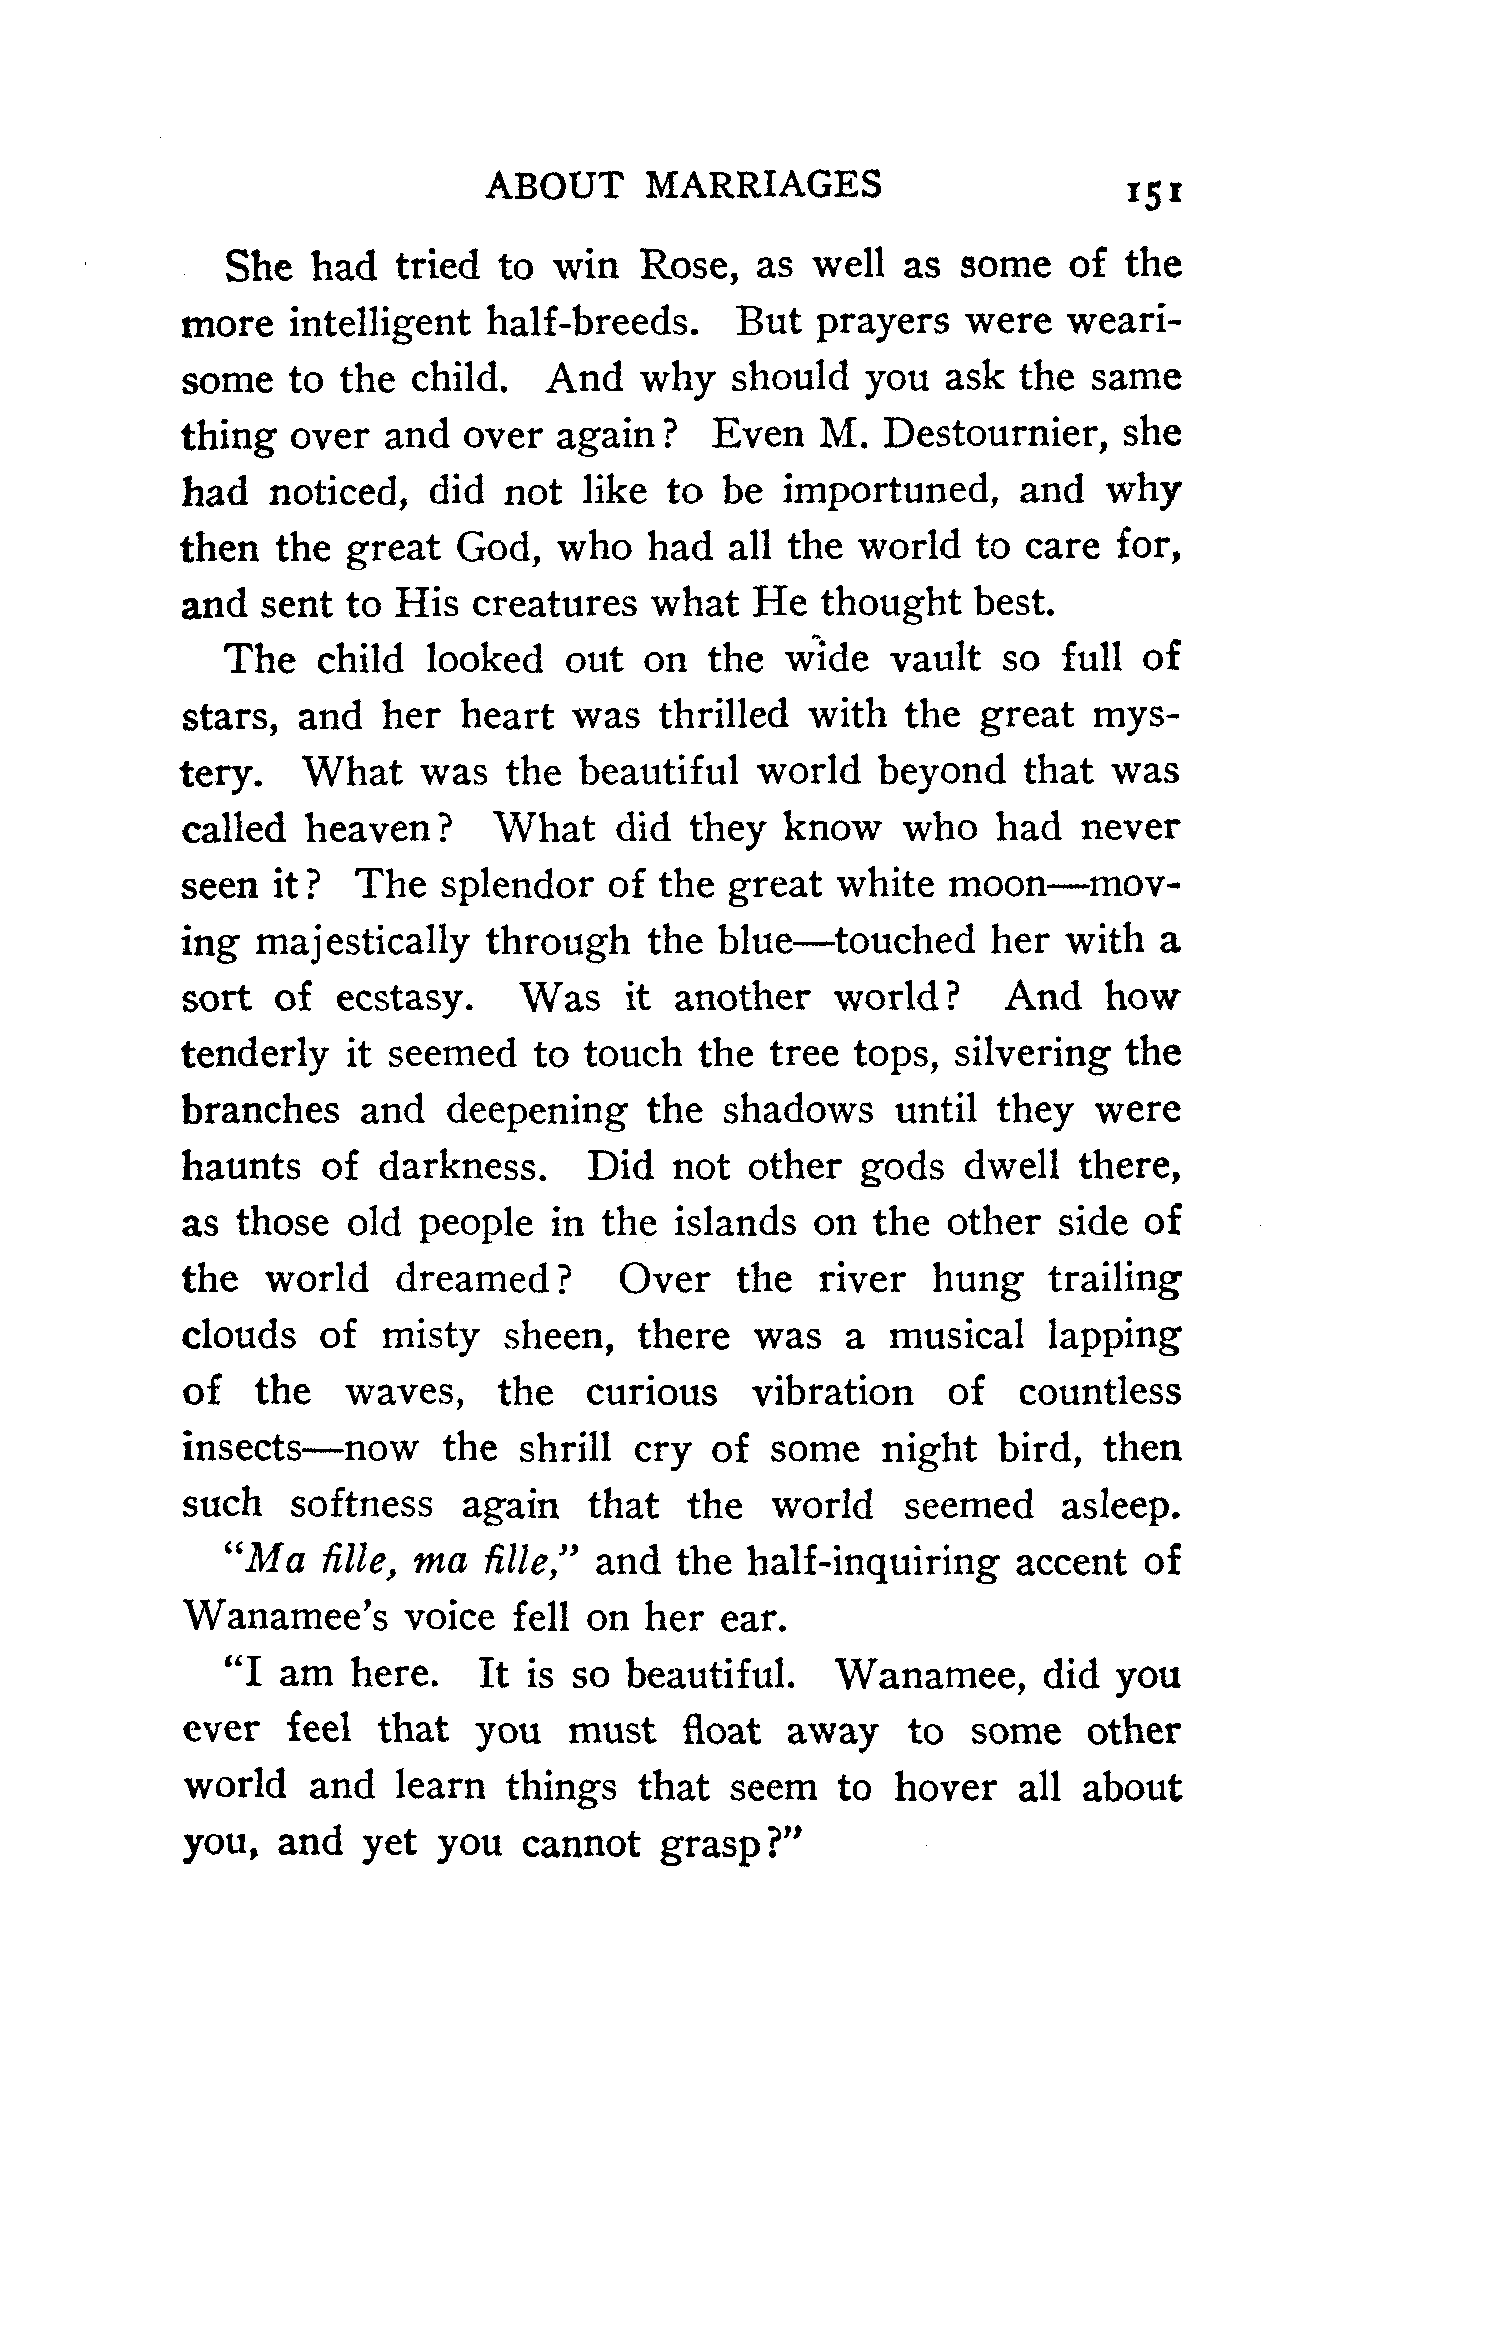 ABOUT MARRIAGES 151
She had tried to win Rose, as well as some of the
more intelligent half-breeds. But prayers were weari-
some to the child. And why should you ask the same
thing over and over again? Even M. Destournier, she
had noticed, did not like to be importuned, and why
then the great God, who had all the world to care for,
and sent to His creatures what He thought best.
The child looked out on the wide vault so full of
stars, and her heart was thrilled with the great mys-
tery. What was the beautiful world beyond that was
called heaven? What did they know who had never
seen it? The splendor of the great white moon—mov-
ing majestically through the blue—touched her with a
sort of ecstasy. Was it another world? And how
tenderly it seemed to touch the tree tops, silvering the
branches and deepening the shadows until they were
haunts of darkness. Did not other gods dwell there,
as those old people in the islands on the other side of
the world dreamed? Over the river hung trailing
clouds of misty sheen, there was a musical lapping
of the waves, the curious vibration of countless
insects—now the shrill cry of some night bird, then
such softness again that the world seemed asleep.
"Ma fille, ma fille," and the half-inquiring accent of
Wanamee's voice fell on her ear.
"I am here. It is so beautiful. Wanamee, did you
ever feel that you must float away to some other
world and learn things that seem to hover all about
you, and yet you cannot grasp?"